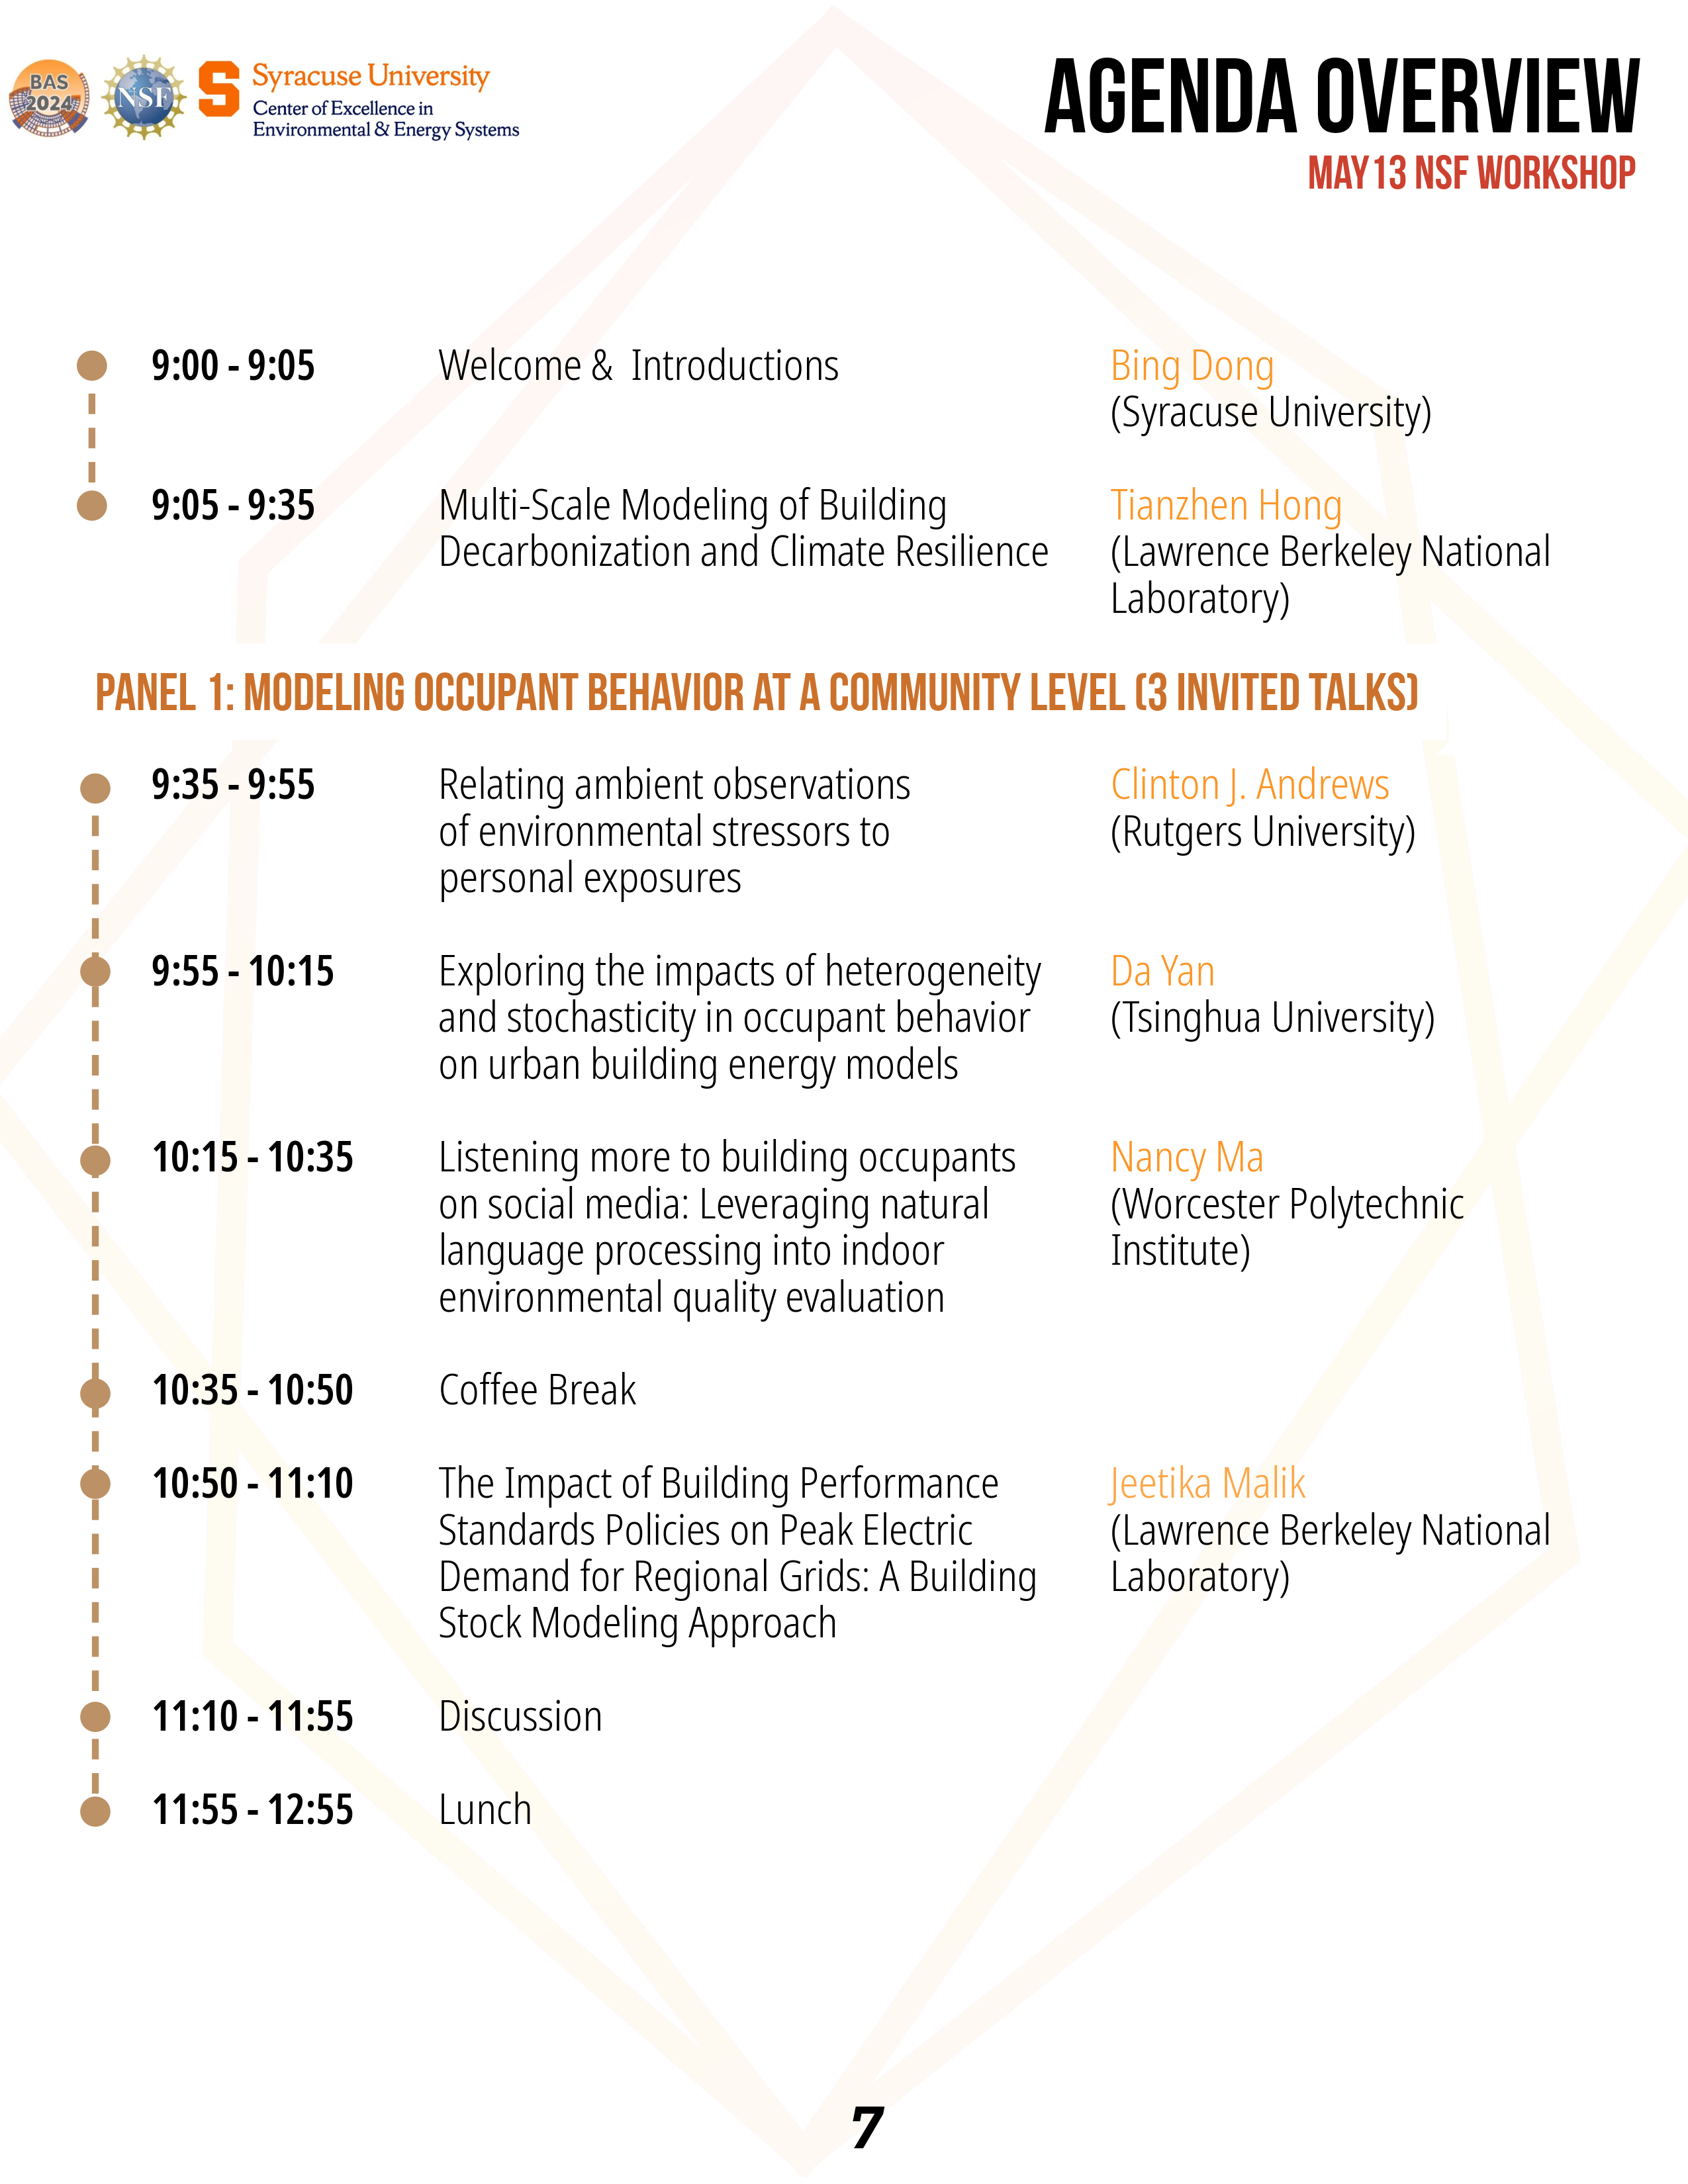 BAS
2024
NSF
S
Syracuse University
Center of Excellence in
Environmental & Energy Systems
AGENDA OVERVIEW
MAY13 NSF WORKSHOP
9:00 - 9:05
Welcome & Introductions
Bing Dong
(Syracuse University)
9:05 - 9:35
Multi-Scale Modeling of Building
Decarbonization and Climate Resilience
Tianzhen Hong
(Lawrence Berkeley National
Laboratory)
PANEL 1: MODELING OCCUPANT BEHAVIOR AT A COMMUNITY LEVEL (3 INVITED TALKS)
9:35 - 9:55
Relating ambient observations
of environmental stressors to
personal exposures
Clinton J. Andrews
(Rutgers University)
9:55 - 10:15
Exploring the impacts of heterogeneity
and stochasticity in occupant behavior
on urban building energy models
Da Yan
(Tsinghua University)
10:15 - 10:35
Listening more to building occupants
on social media: Leveraging natural
language processing into indoor
environmental quality evaluation
Nancy Ma
(Worcester Polytechnic
Institute)
10:35 - 10:50
Coffee Break
10:50 - 11:10
The Impact of Building Performance
Standards Policies on Peak Electric
Demand for Regional Grids: A Building
Stock Modeling Approach
Jeetika Malik
(Lawrence Berkeley National
Laboratory)
11:10 - 11:55
Discussion
11:55 - 12:55
Lunch
7